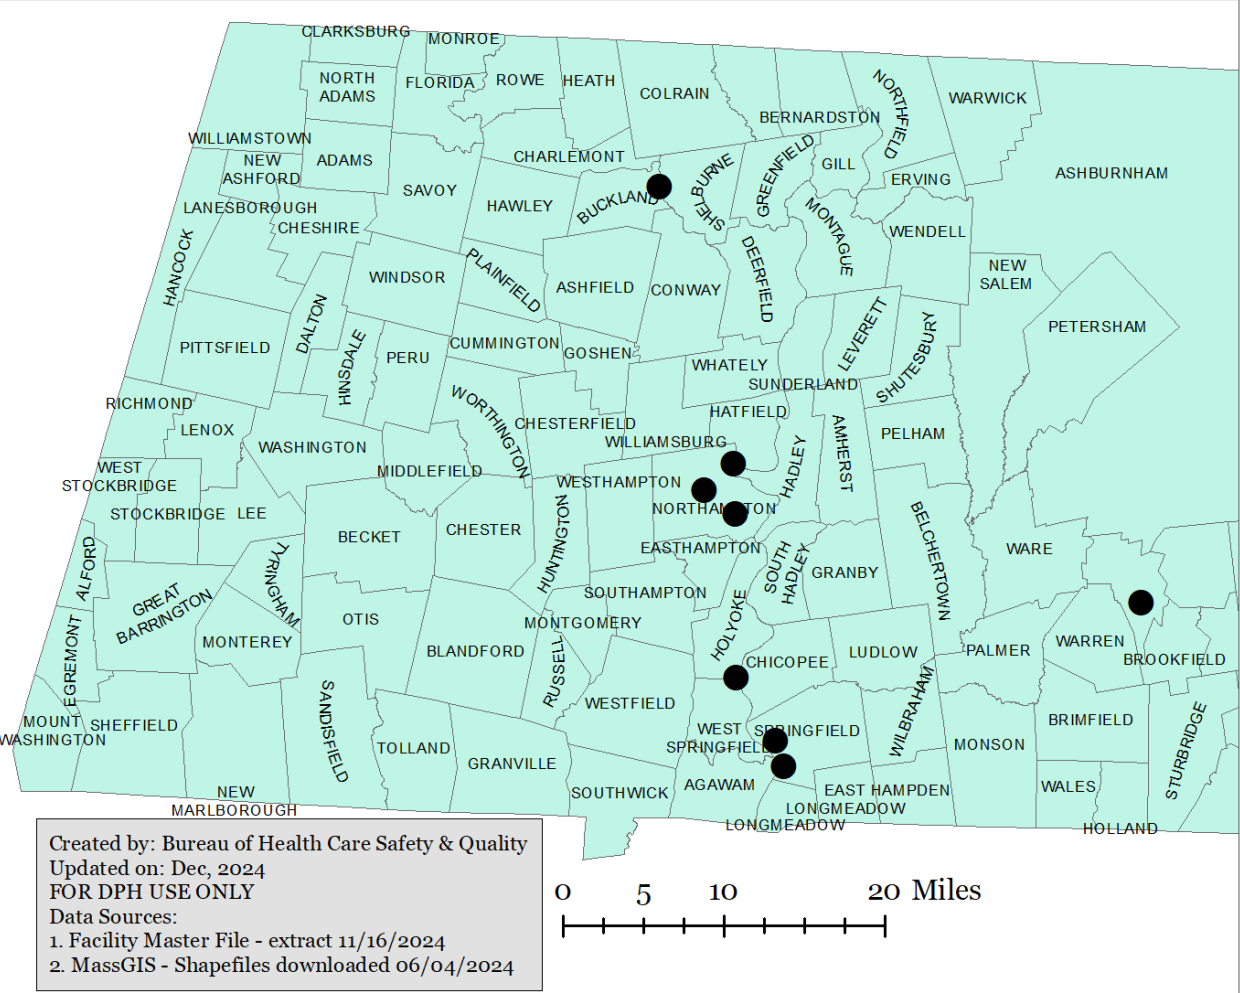 CLARKSBURG
MONROE
NORTH
ADAMS
FLORIDA
ROWE
HEATH
COLRAIN
BERNARDSTON
NORTHFIELD
WARWICK
WILLIAMSTOWN
NEW
ASHFORD
ADAMS
SAVOY
CHARLEMONT
HAWLEY
BUCKLAND
SHELBURNE
GREENFIELD
GILL
ERVING
ASHBURNHAM
LANESBOROUGH
CHESHIRE
HANCOCK
WINDSOR
PLAINFIELD
ASHFIELD
CONWAY
DEERFIELD
MONTAGUE
WENDELL
NEW
SALEM
PITTSFIELD
DALTON
HINSDALE
PERU
CUMMINGTON
GOSHEN
WHATELY
SUNDERLAND
LEVERETT
SHUTESBURY
PETERSHAM
RICHMOND
LENOX
WASHINGTON
MIDDLEFIELD
WORTHINGTON
CHESTERFIELD
WILLIAMSBURG
HATFIELD
HADLEY
AMHERST
PELHAM
WEST
STOCKBRIDGE
STOCKBRIDGE
LEE
BECKET
CHESTER
HUNTINGTON
WESTHAMPTON
NORTHAMPTON
EASTHAMPTON
SOUTH
HADLEY
GRANBY
BELCHERTOWN
WARE
ALFORD
GREAT
BARRINGTON
TYRINGHAM
MONTEREY
OTIS
BLANDFORD
MONTGOMERY
SOUTHAMPTON
HOLYOKE
CHICOPEE
LUDLOW
PALMER
WARREN
BROOKFIELD
EGREMONT
MOUNT
WASHINGTON
SHEFFIELD
SANDISFIELD
TOLLAND
GRANVILLE
RUSSELL
WESTFIELD
WEST
SPRINGFIELD
SPRINGFIELD
WILBRAHAM
MONSON
BRIMFIELD
STURBRIDGE
NEW
MARLBOROUGH
SOUTHWICK
AGAWAM
LONGMEADOW
EAST
LONGMEADOW
HAMPDEN
WALES
HOLLAND
Created by: Bureau of Health Care Safety & Quality
Updated on: Dec, 2024
FOR DPH USE ONLY
Data Sources:
1. Facility Master File - extract 11/16/2024
2. MassGIS - Shapefiles downloaded 06/04/2024
0 5 10 20 Miles